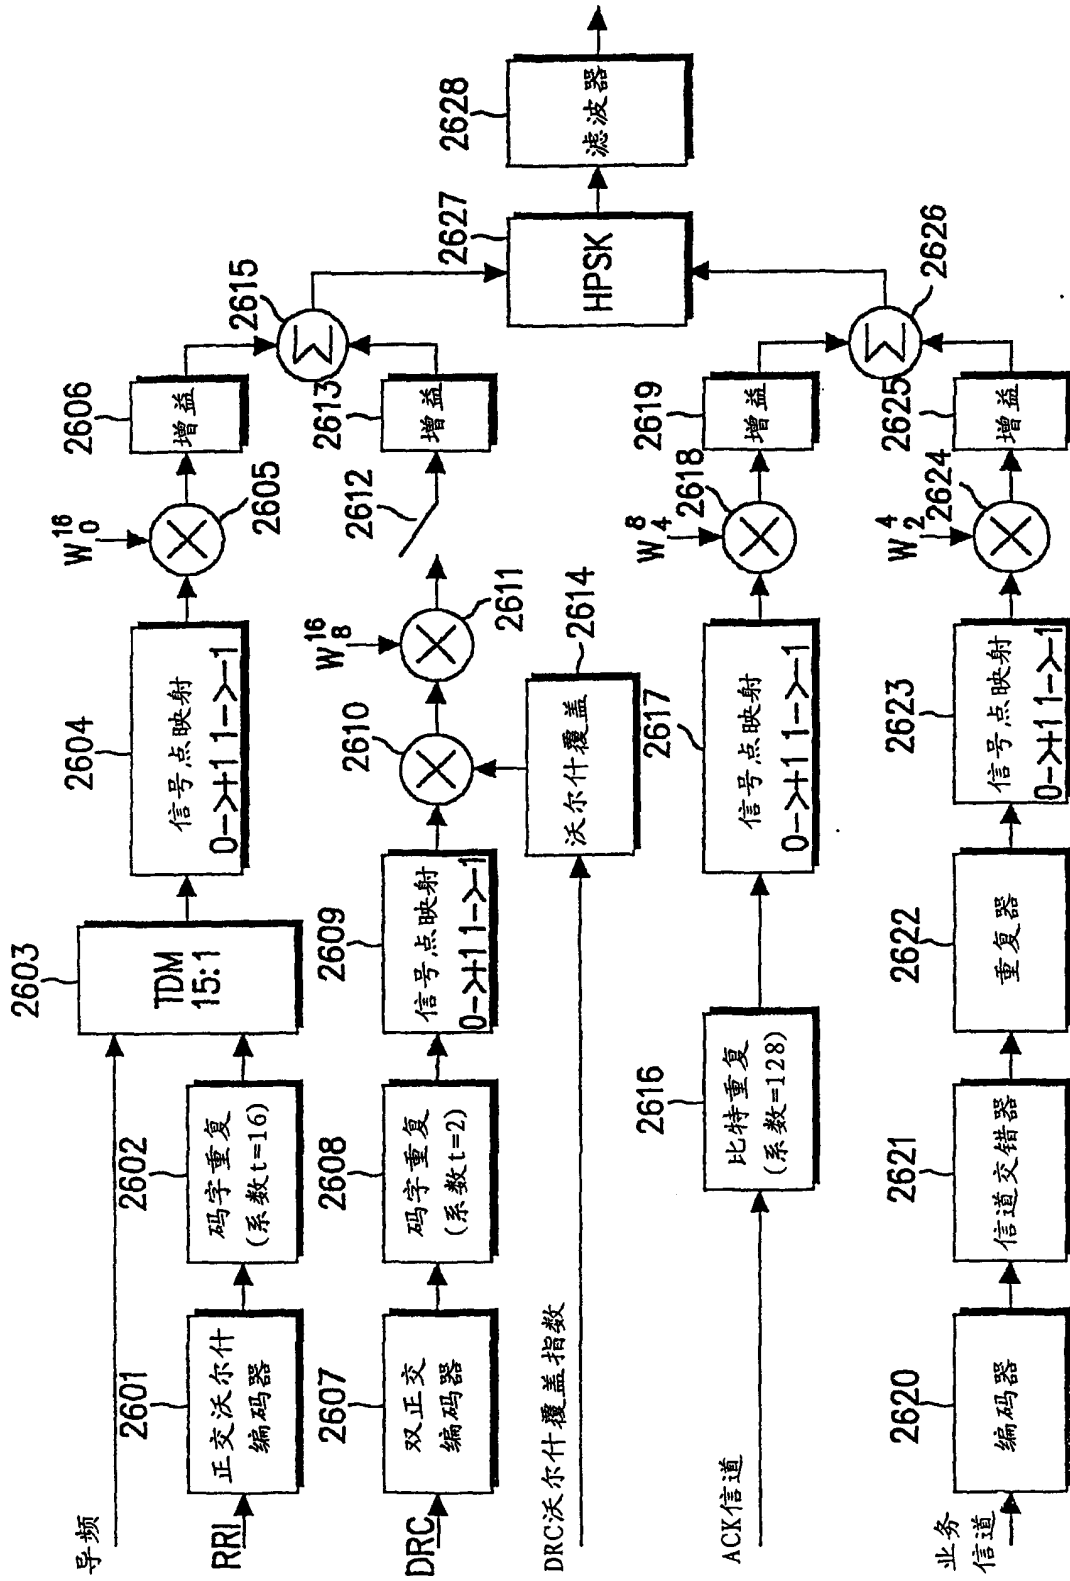 导频
RRI
2601
正交沃尔什
编码器
2602
码字重复
(系数t=16)
2603
TDM
15:1
2604
信号点映射
0->+1 1->-1
W
16
0
2605
2606
增益
2615
Σ
DRC
2607
双正交
编码器
2608
码字重复
(系数t=2)
2609
信号点映射
0->+1 1->-1
2610
W
16
8
2611
2612
2613
增益
DRC沃尔什覆盖指数
2614
沃尔什覆盖
HPSK
2627
滤波器
2628
ACK信道
2616
比特重复
(系数=128)
2617
信号点映射
0->+1 1->-1
W
8
4
2618
2619
增益
Σ
2626
业务
信道
2620
编码器
2621
信道交错器
2622
重复器
2623
信号点映射
0->+1 1->-1
W
4
2
2624
2625
增益